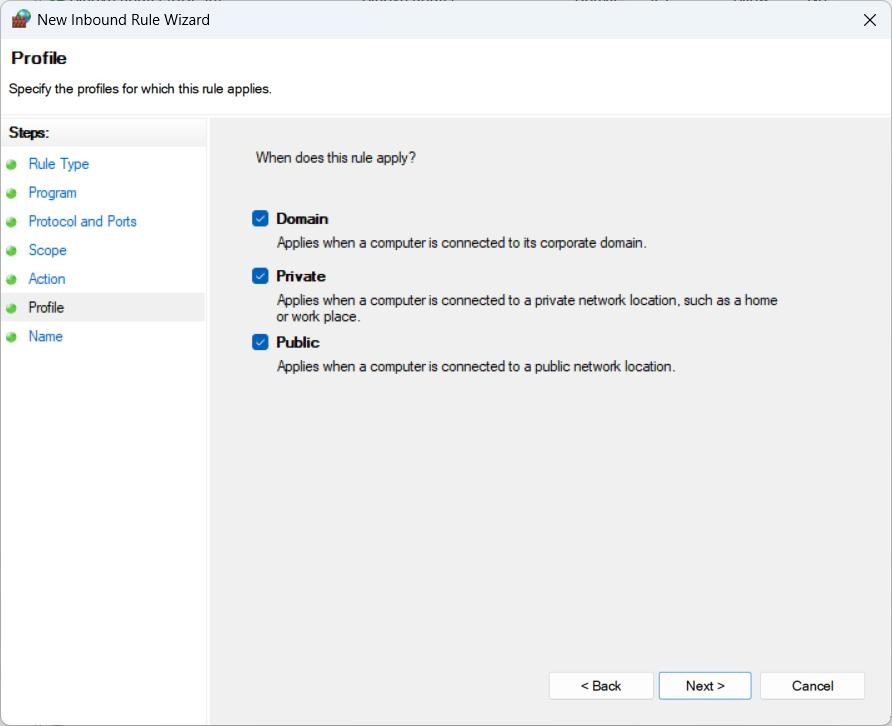 New Inbound Rule Wizard
Profile
Specify the profiles for which this rule applies.
Steps:
Rule Type
Program
Protocol and Ports
Scope
Action
Profile
Name
When does this rule apply?
Domain
Applies when a computer is connected to its corporate domain.
Private
Applies when a computer is connected to a private network location, such as a home
or work place.
Public
Applies when a computer is connected to a public network location.
< Back
Next >
Cancel